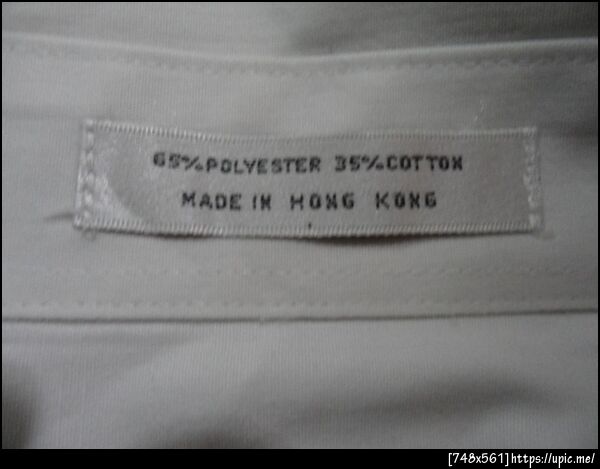 65% POLYESTER 35% COTTON
MADE IN HONG KONG
[748x561]https://upic.me/